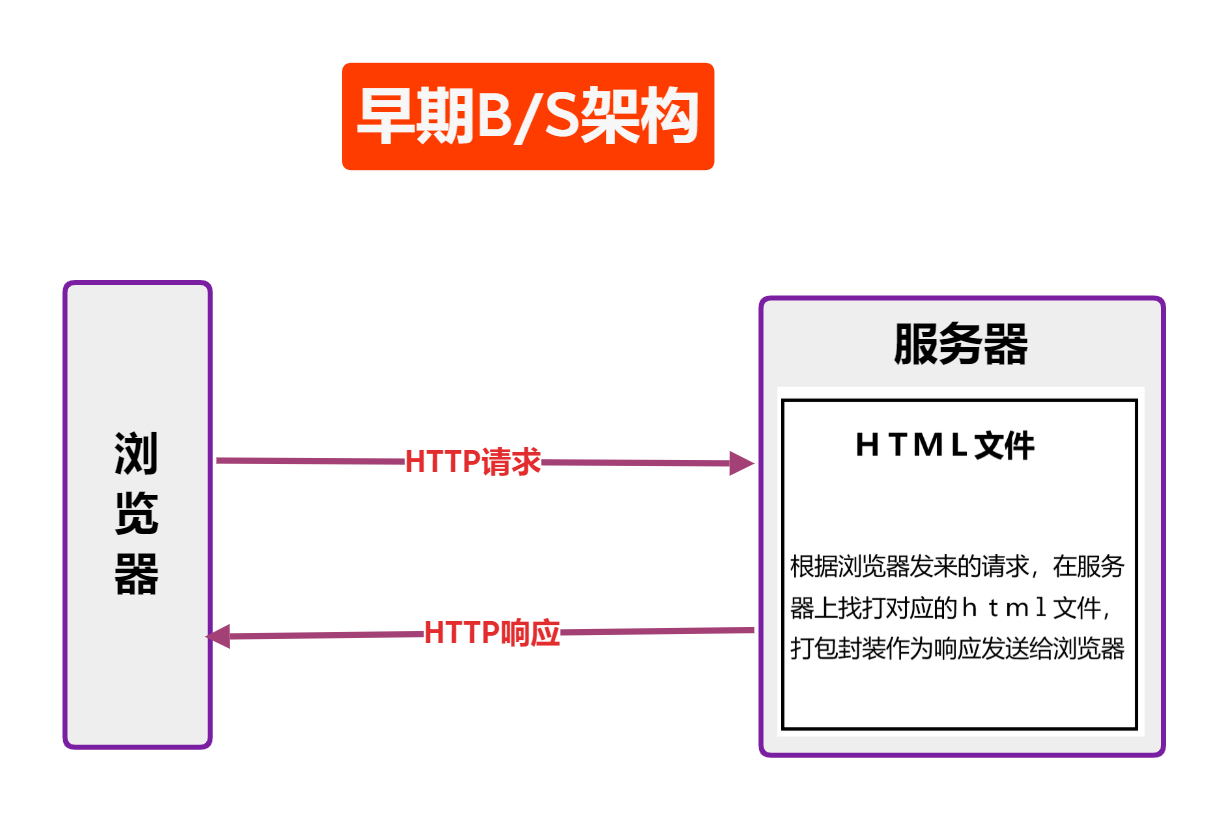 早期B/S架构
浏
览
器
HTTP请求
HTTP响应
服务器
HTML文件
根据浏览器发来的请求，在服务
器上找打对应的html文件，
打包封装作为响应发送给浏览器